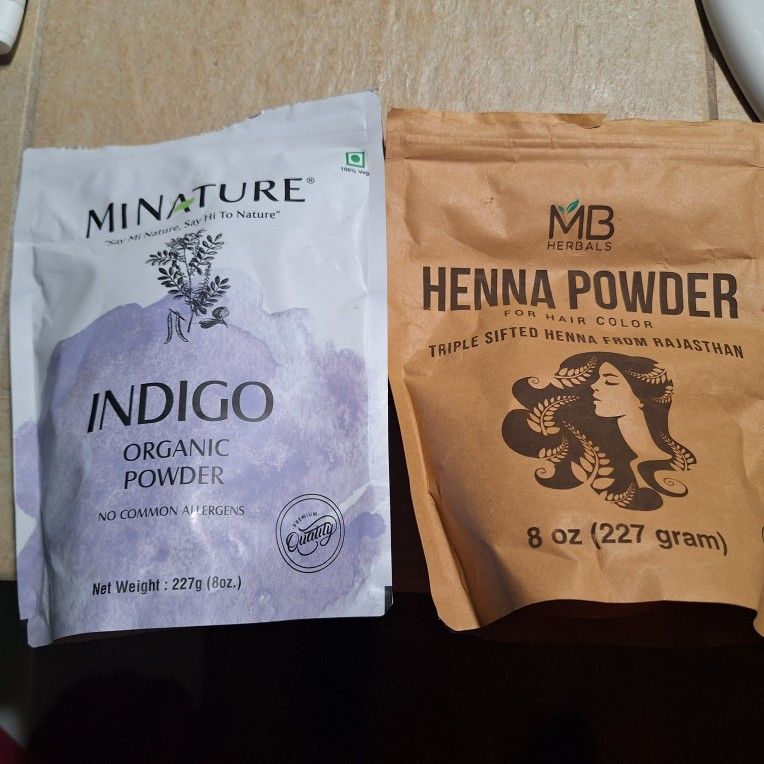 MINATURE®
"Say Mi Nature, Say Hi To Nature"
100% Veg.
INDIGO
ORGANIC
POWDER
NO COMMON ALLERGENS
PREMIUM
Quality
Net Weight : 227g (8oz.)
MB
HERBALS
HENNA POWDER
FOR HAIR COLOR
TRIPLE SIFTED HENNA FROM RAJASTHAN
8 oz (227 gram)